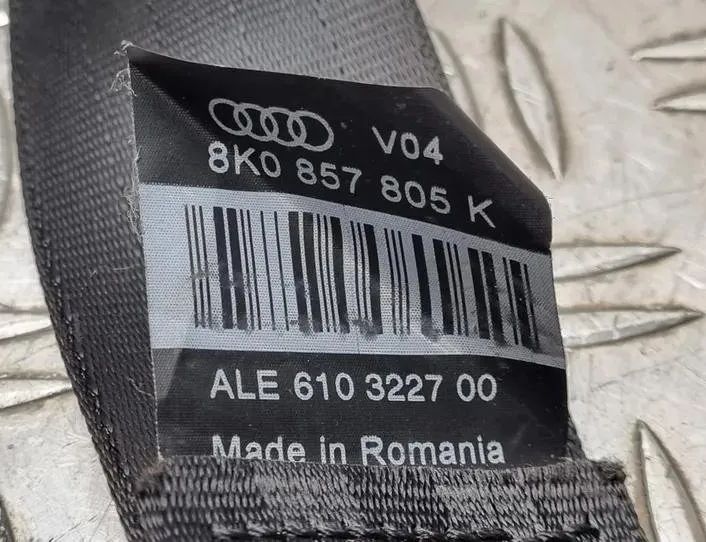 V04
8K0 857 805 K
ALE 610 3227 00
Made in Romania